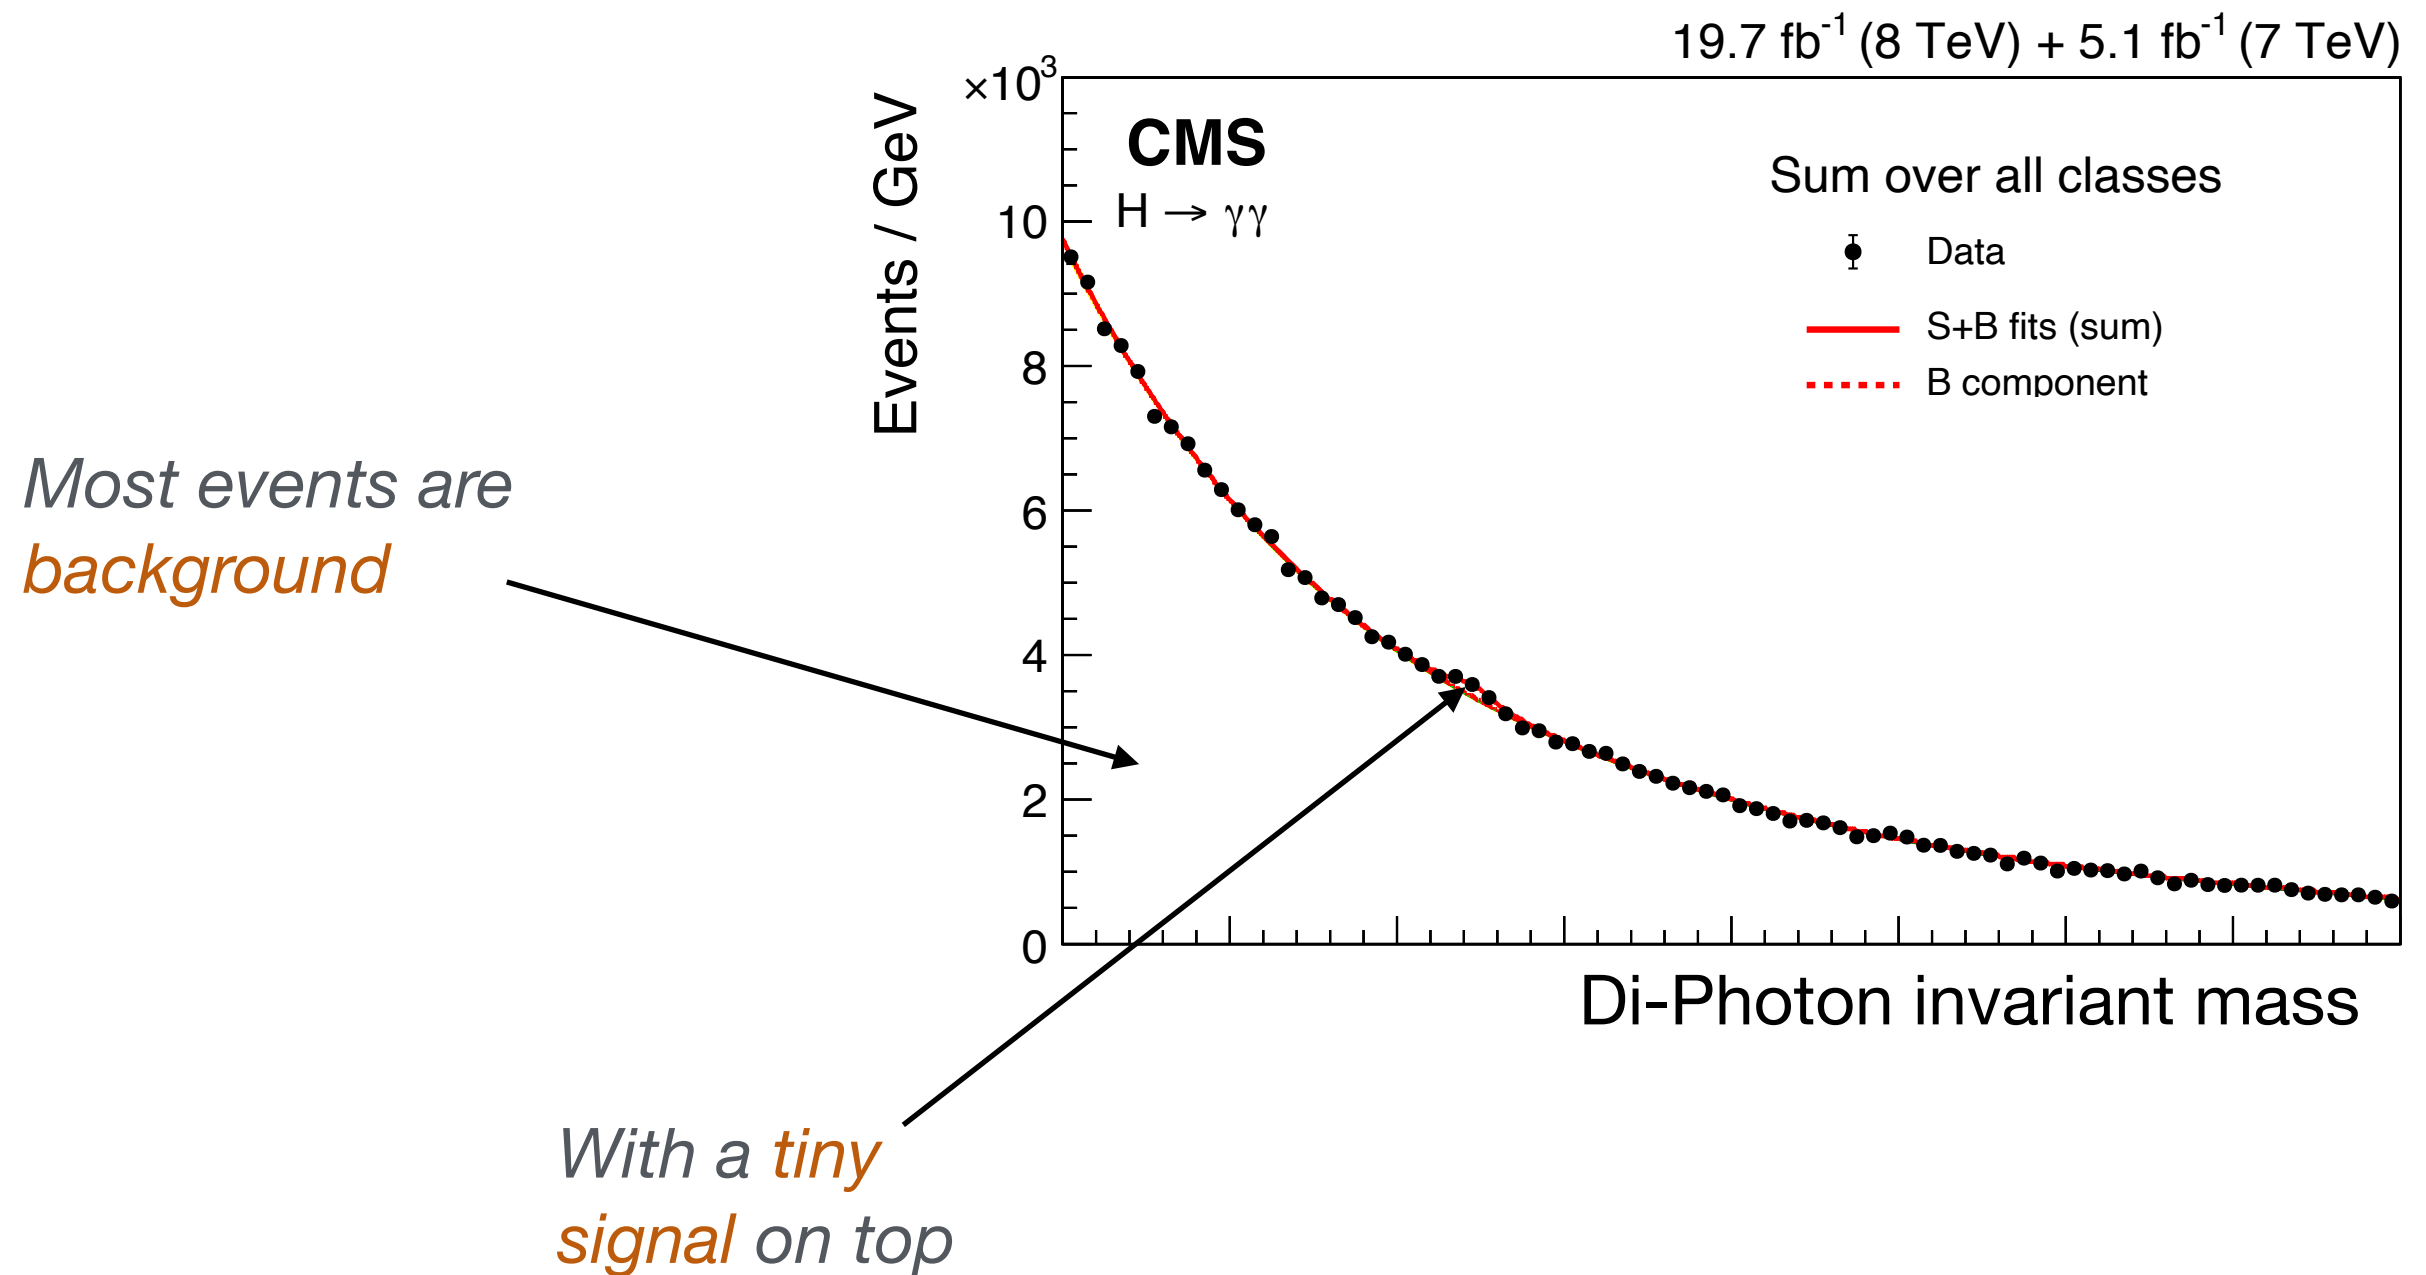 19.7 fb⁻¹ (8 TeV) + 5.1 fb⁻¹ (7 TeV)
×10³
Events / GeV
CMS
H → γγ
Sum over all classes
Data
S+B fits (sum)
B component
10
8
6
4
2
0
Most events are
background
Di-Photon invariant mass
With a tiny
signal on top